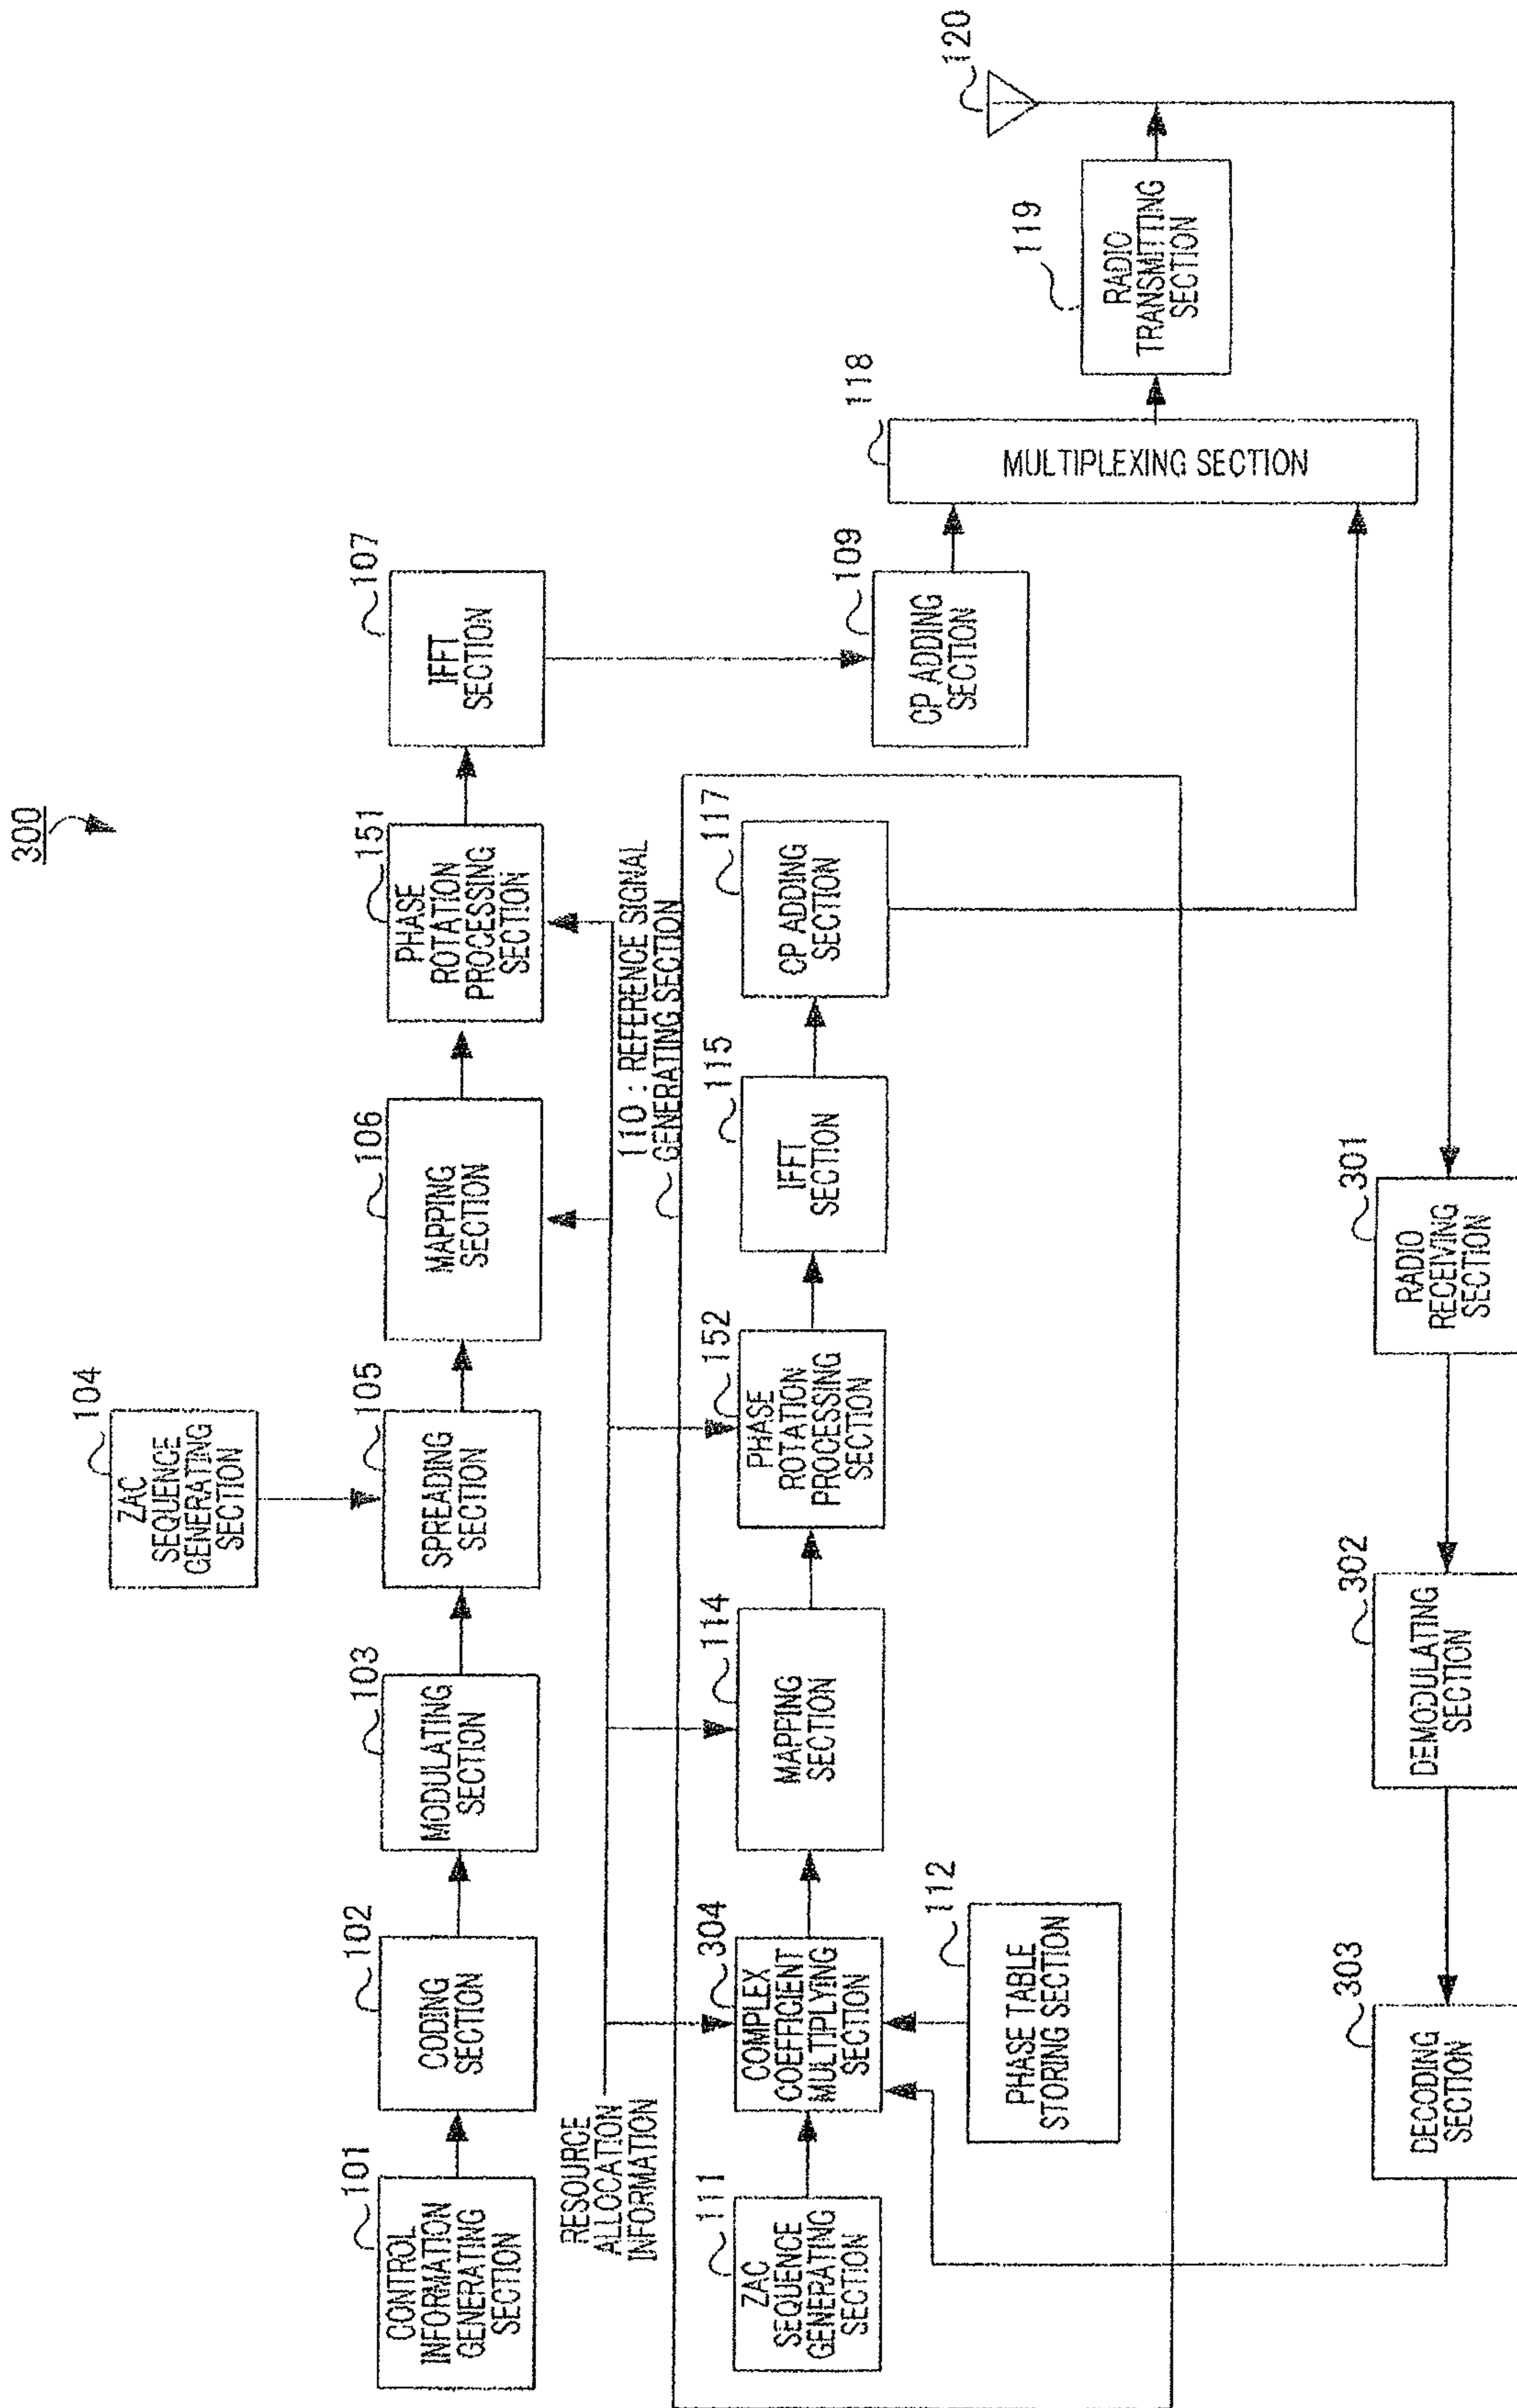 300
104
ZAC
SEQUENCE
GENERATING
SECTION
101
CONTROL
INFORMATION
GENERATING
SECTION
102
CODING
SECTION
103
MODULATING
SECTION
105
SPREADING
SECTION
106
MAPPING
SECTION
151
PHASE
ROTATION
PROCESSING
SECTION
107
IFFT
SECTION
RESOURCE
ALLOCATION
INFORMATION
110 : REFERENCE SIGNAL
GENERATING SECTION
111
ZAC
SEQUENCE
GENERATING
SECTION
304
COMPLEX
COEFFICIENT
MULTIPLYING
SECTION
112
PHASE TABLE
STORING SECTION
114
MAPPING
SECTION
152
PHASE
ROTATION
PROCESSING
SECTION
115
IFFT
SECTION
117
CP ADDING
SECTION
109
CP ADDING
SECTION
118
MULTIPLEXING SECTION
119
RADIO
TRANSMITTING
SECTION
120
303
DECODING
SECTION
302
DEMODULATING
SECTION
301
RADIO
RECEIVING
SECTION